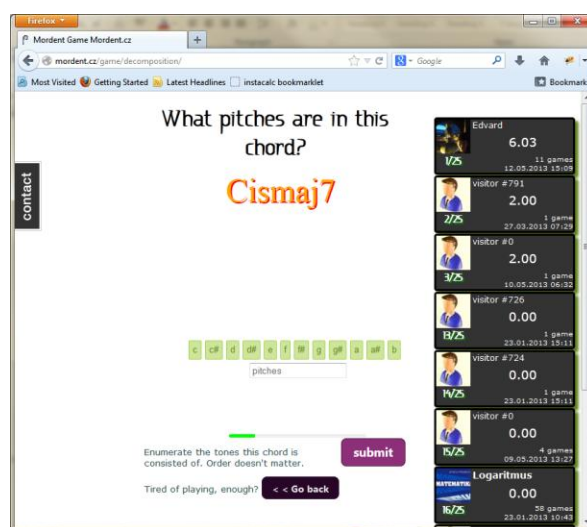 Firefox
Mordent Game Mordent.cz
+
mordent.cz/game/decomposition/
Google
Most Visited Getting Started Latest Headlines instacalc bookmarklet
Bookmark
contact
What pitches are in this
chord?
Cismaj7
c c# d d# e f f# g g# a a# b
pitches
Enumerate the tones this chord is
consisted of. Order doesn't matter.
submit
Tired of playing, enough?
< < Go back
Edvard
6.03
1/25
11 games
12.05.2013 15:09
visitor #791
2.00
2/25
1 game
27.03.2013 07:29
visitor #0
2.00
3/25
1 game
10.05.2013 06:32
visitor #726
0.00
13/25
1 game
23.01.2013 15:11
visitor #724
0.00
14/25
1 game
23.01.2013 15:11
visitor #0
0.00
15/25
4 games
09.05.2013 13:27
Logaritmus
0.00
16/25
58 games
23.01.2013 10:43